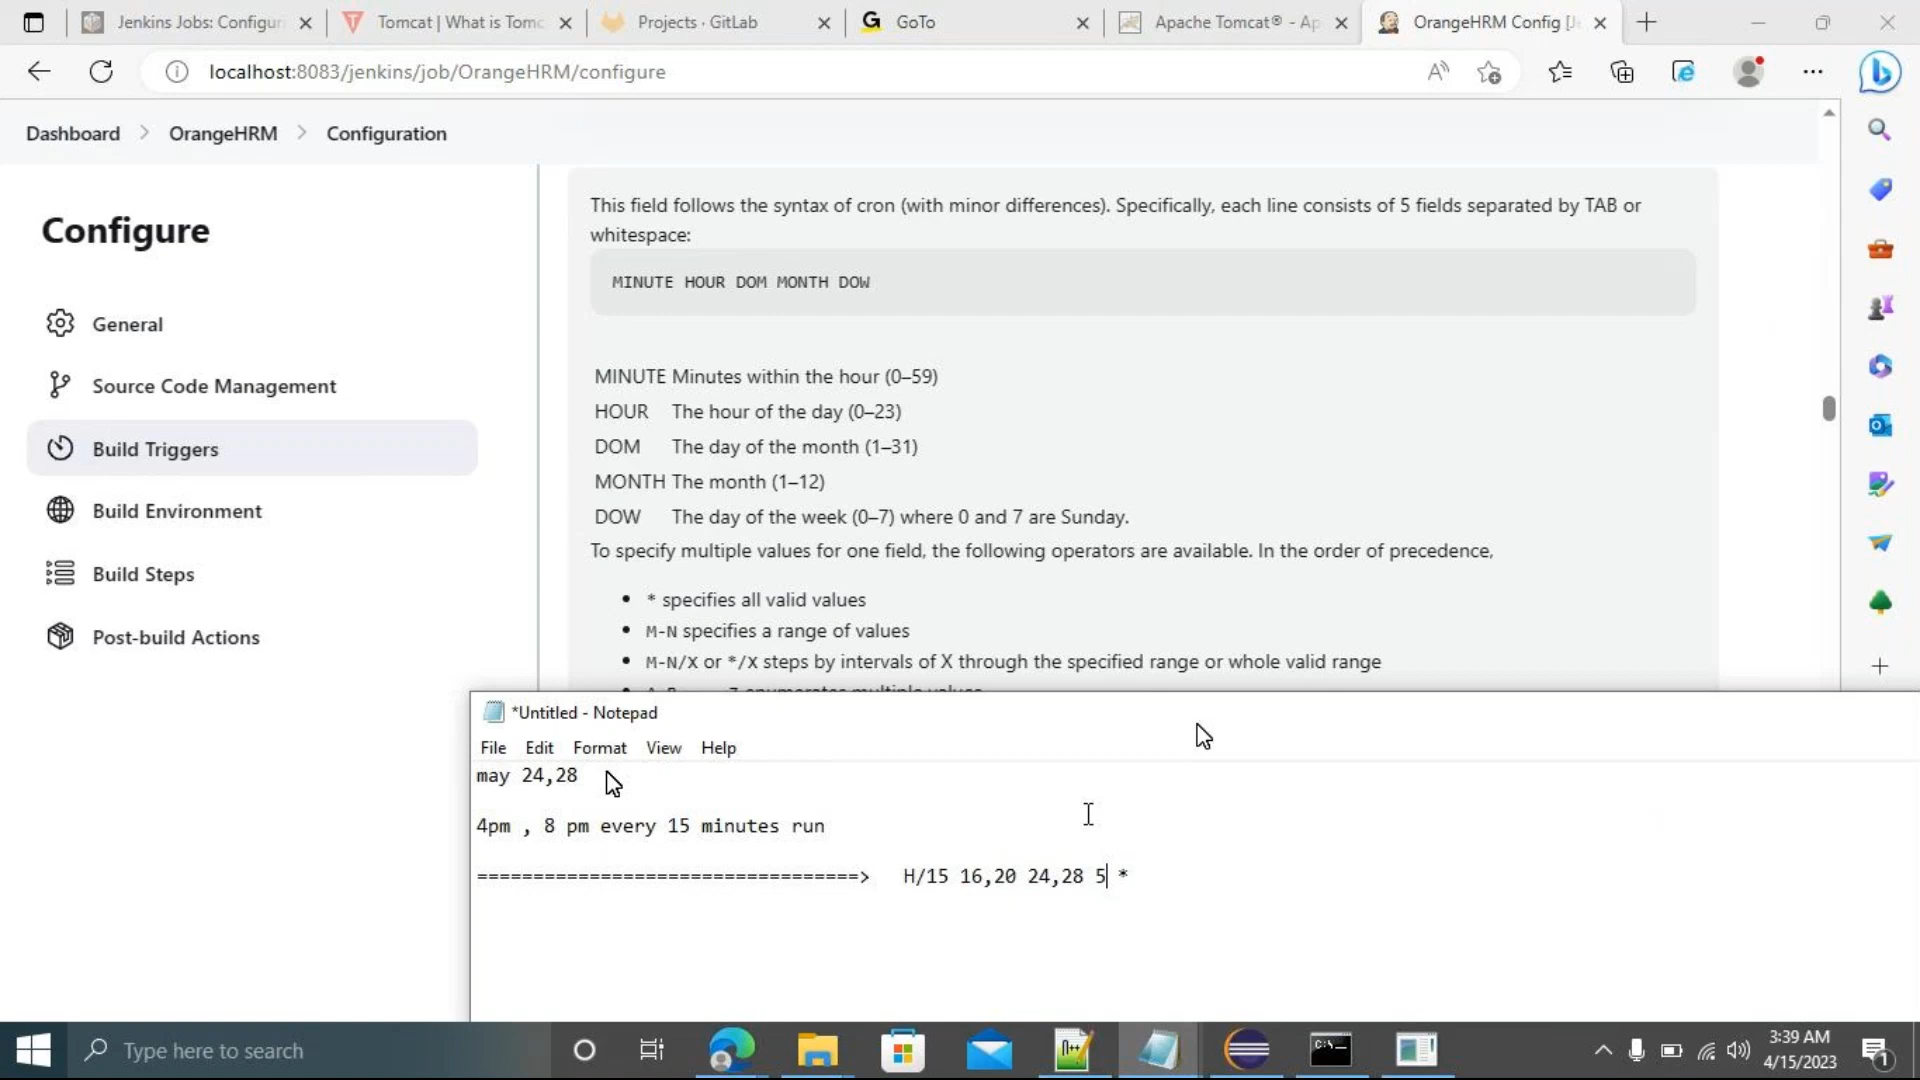 Jenkins Jobs: Configur
Tomcat | What is Tomc
Projects · GitLab
GoTo
Apache Tomcat® - Ap
OrangeHRM Config [J
localhost:8083/jenkins/job/OrangeHRM/configure
Dashboard > OrangeHRM > Configuration
Configure
General
Source Code Management
Build Triggers
Build Environment
Build Steps
Post-build Actions
This field follows the syntax of cron (with minor differences). Specifically, each line consists of 5 fields separated by TAB or
whitespace:
MINUTE HOUR DOM MONTH DOW
MINUTE Minutes within the hour (0–59)
HOUR The hour of the day (0–23)
DOM The day of the month (1–31)
MONTH The month (1–12)
DOW The day of the week (0–7) where 0 and 7 are Sunday.
To specify multiple values for one field, the following operators are available. In the order of precedence,
• * specifies all valid values
• M-N specifies a range of values
• M-N/X or */X steps by intervals of X through the specified range or whole valid range
*Untitled - Notepad
File Edit Format View Help
may 24,28
4pm , 8 pm every 15 minutes run
==================================> H/15 16,20 24,28 5 *
Type here to search
3:39 AM
4/15/2023
1